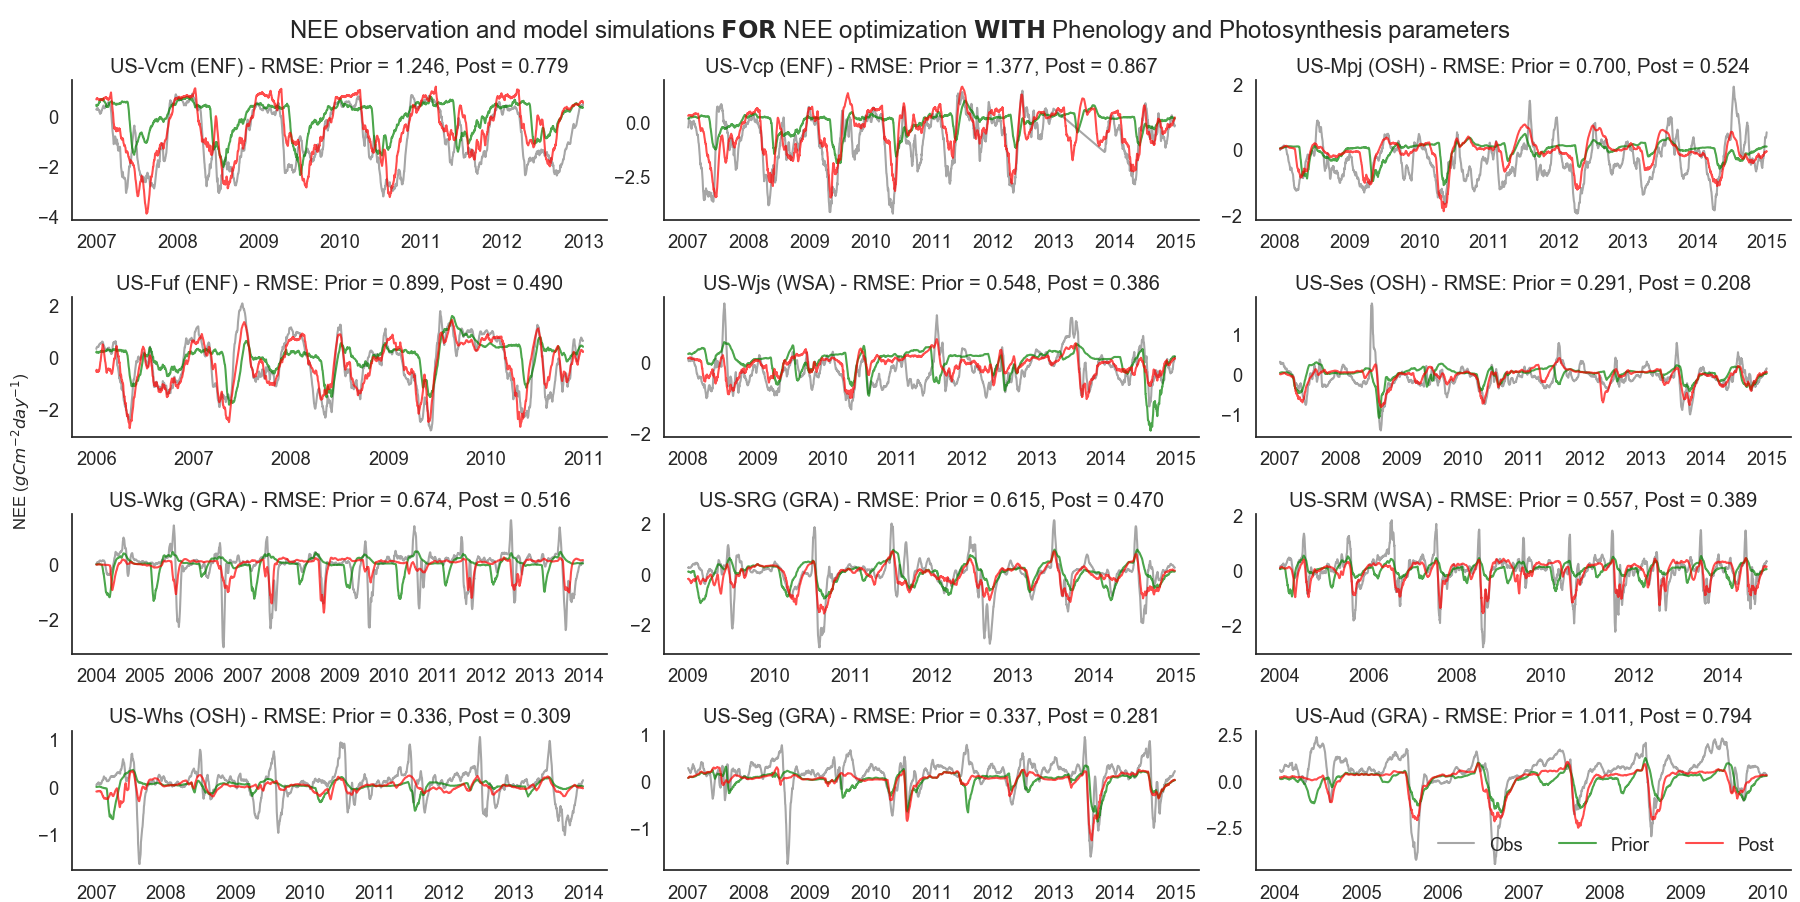 NEE observation and model simulations FOR NEE optimization WITH Phenology and Photosynthesis parameters
US-Vcm (ENF) - RMSE: Prior = 1.246, Post = 0.779
0
−2
−4
2007 2008 2009 2010 2011 2012 2013
US-Vcp (ENF) - RMSE: Prior = 1.377, Post = 0.867
0.0
−2.5
2007 2008 2009 2010 2011 2012 2013 2014 2015
US-Mpj (OSH) - RMSE: Prior = 0.700, Post = 0.524
2
0
−2
2008 2009 2010 2011 2012 2013 2014 2015
US-Fuf (ENF) - RMSE: Prior = 0.899, Post = 0.490
2
0
−2
2006 2007 2008 2009 2010 2011
US-Wjs (WSA) - RMSE: Prior = 0.548, Post = 0.386
0
−2
2008 2009 2010 2011 2012 2013 2014 2015
US-Ses (OSH) - RMSE: Prior = 0.291, Post = 0.208
1
0
−1
2007 2008 2009 2010 2011 2012 2013 2014 2015
NEE (gCm−2day−1)
US-Wkg (GRA) - RMSE: Prior = 0.674, Post = 0.516
0
−2
2004 2005 2006 2007 2008 2009 2010 2011 2012 2013 2014
US-SRG (GRA) - RMSE: Prior = 0.615, Post = 0.470
2
0
−2
2009 2010 2011 2012 2013 2014 2015
US-SRM (WSA) - RMSE: Prior = 0.557, Post = 0.389
2
0
−2
2004 2006 2008 2010 2012 2014
US-Whs (OSH) - RMSE: Prior = 0.336, Post = 0.309
1
0
−1
2007 2008 2009 2010 2011 2012 2013 2014
US-Seg (GRA) - RMSE: Prior = 0.337, Post = 0.281
1
0
−1
2007 2008 2009 2010 2011 2012 2013 2014 2015
US-Aud (GRA) - RMSE: Prior = 1.011, Post = 0.794
2.5
0.0
−2.5
Obs Prior Post
2004 2005 2006 2007 2008 2009 2010